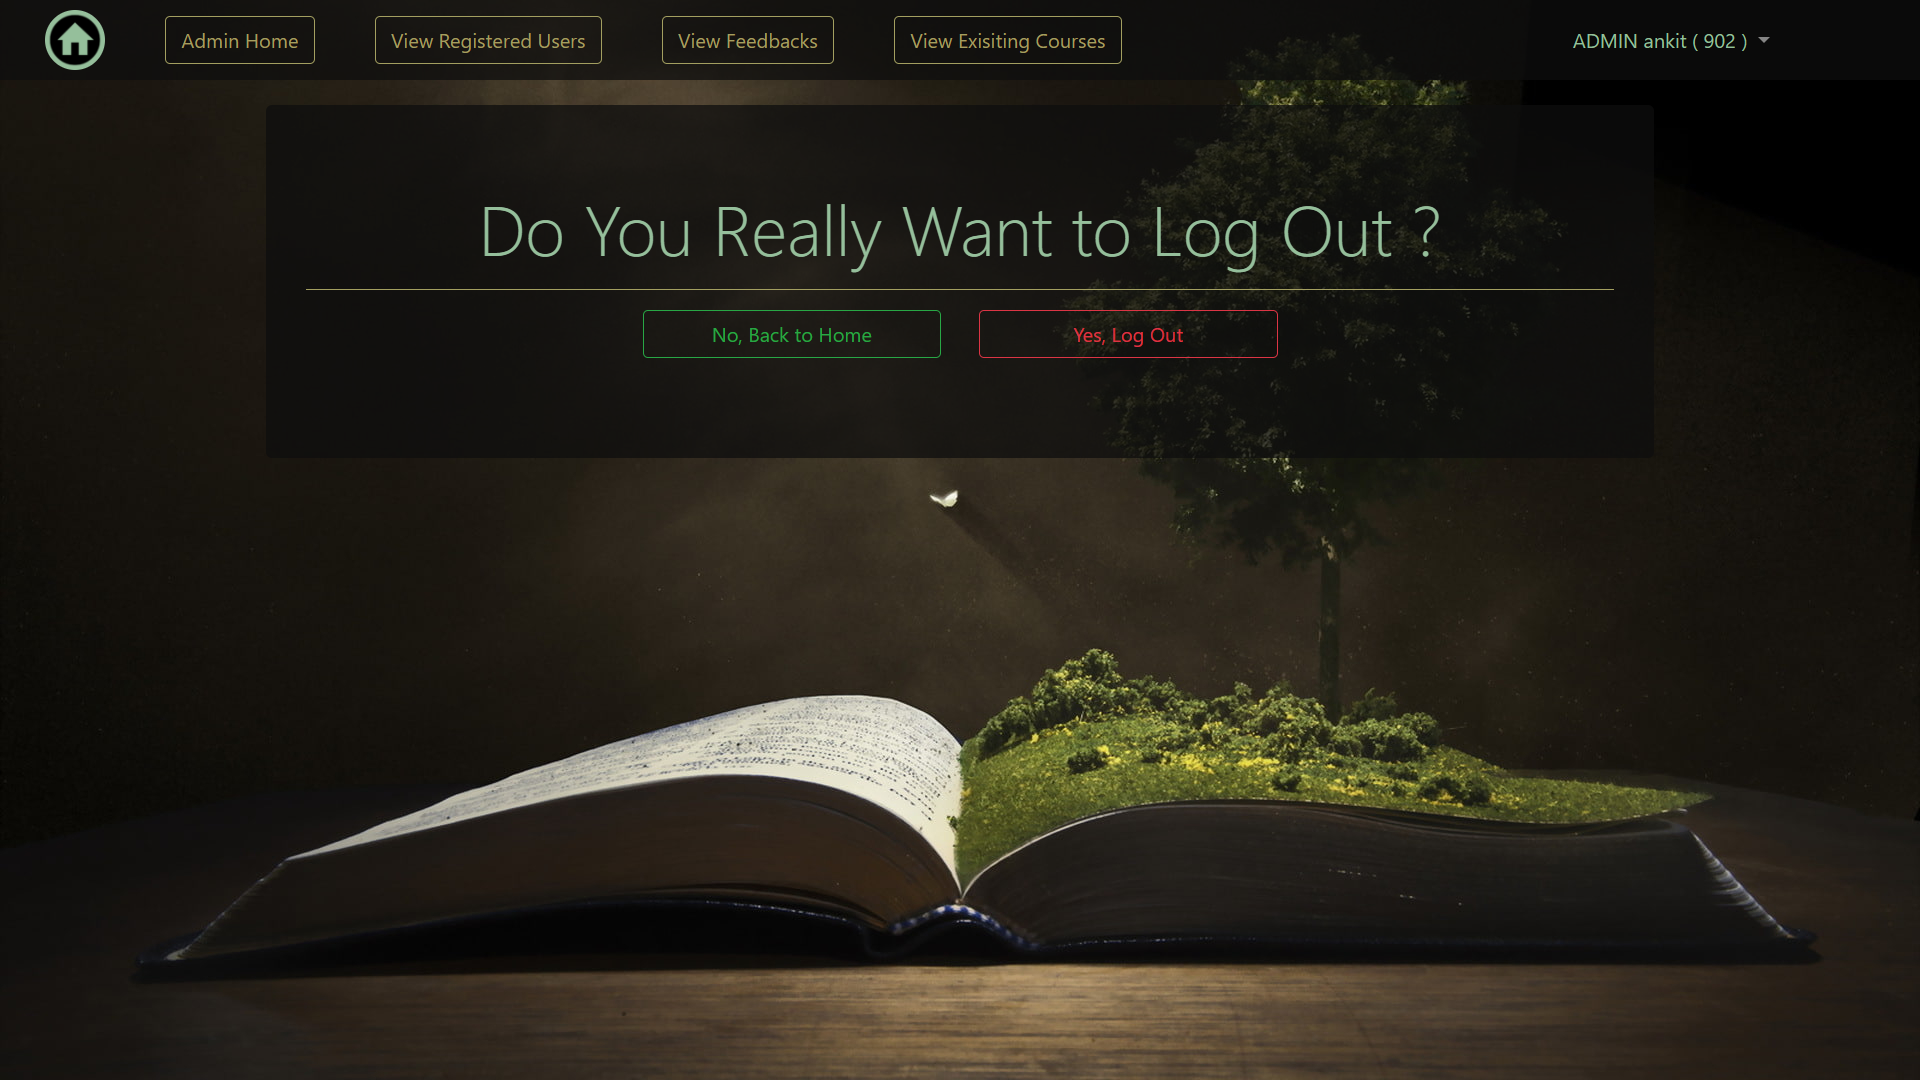 Admin Home
View Registered Users
View Feedbacks
View Exisiting Courses
ADMIN ankit ( 902 )
Do You Really Want to Log Out ?
No, Back to Home
Yes, Log Out